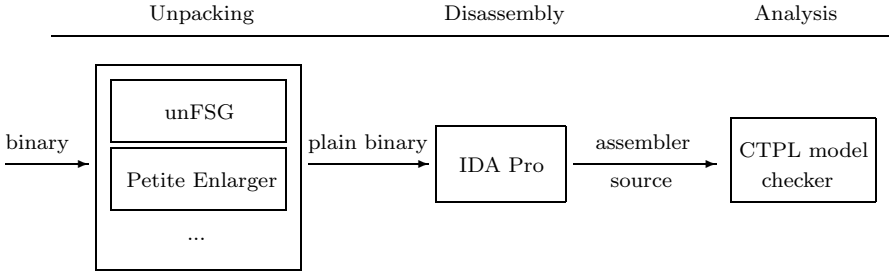 Unpacking Disassembly Analysis
binary
unFSG
Petite Enlarger
...
plain binary
IDA Pro
assembler
source
CTPL model
checker